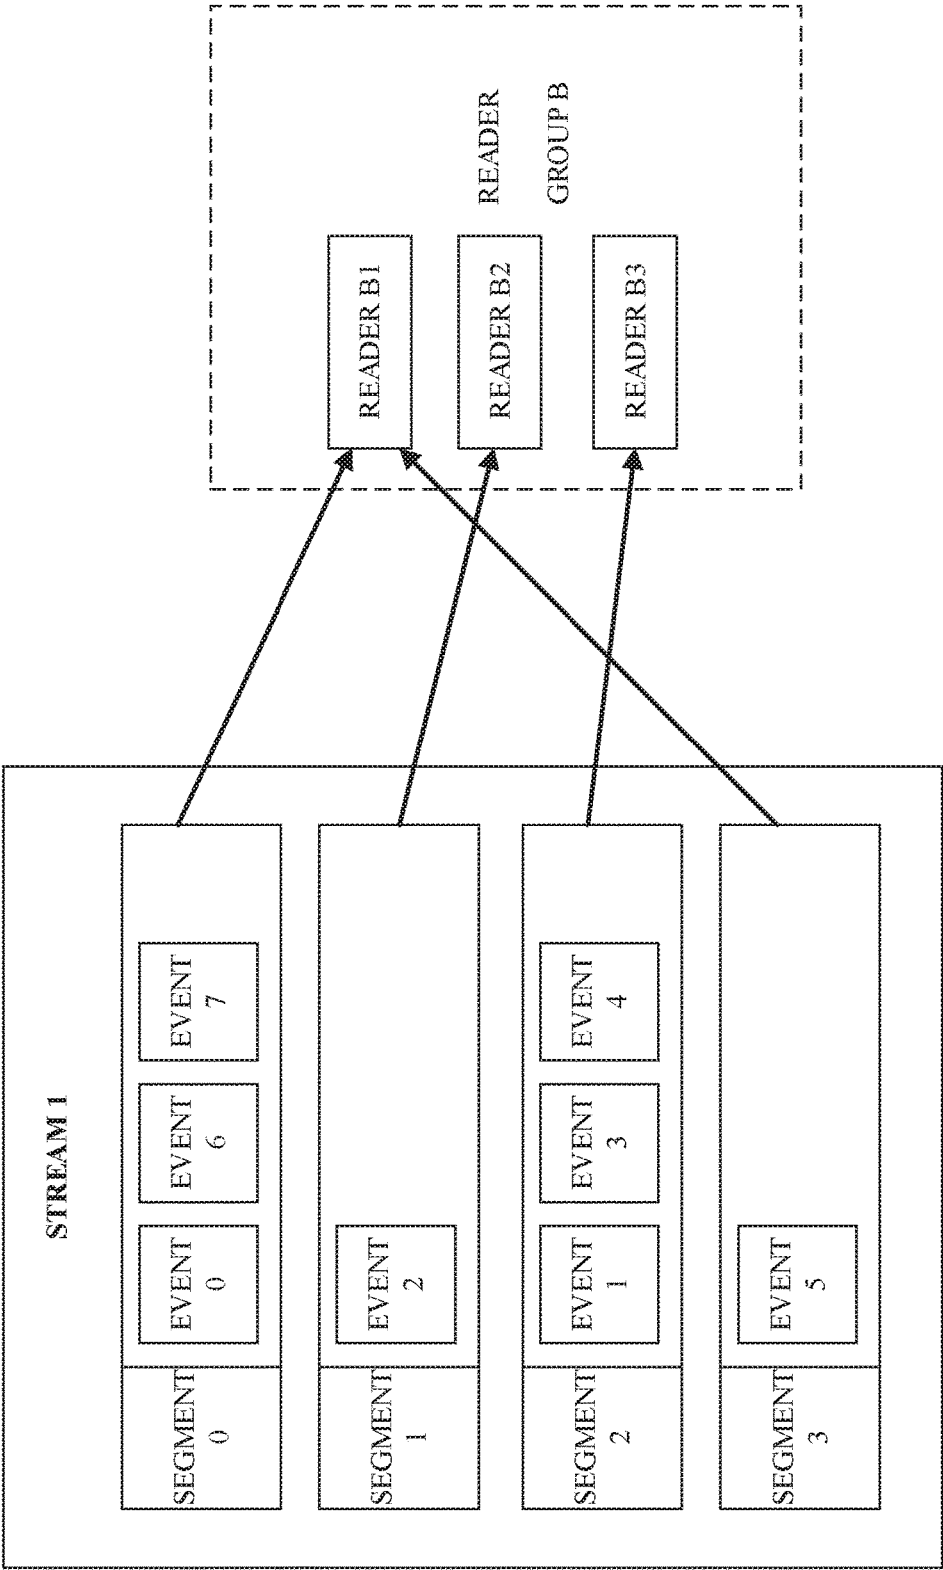 STREAM 1
SEGMENT
0
EVENT
0
EVENT
6
EVENT
7
SEGMENT
1
EVENT
2
SEGMENT
2
EVENT
1
EVENT
3
EVENT
4
SEGMENT
3
EVENT
5
READER B1
READER B2
READER B3
READER
GROUP B